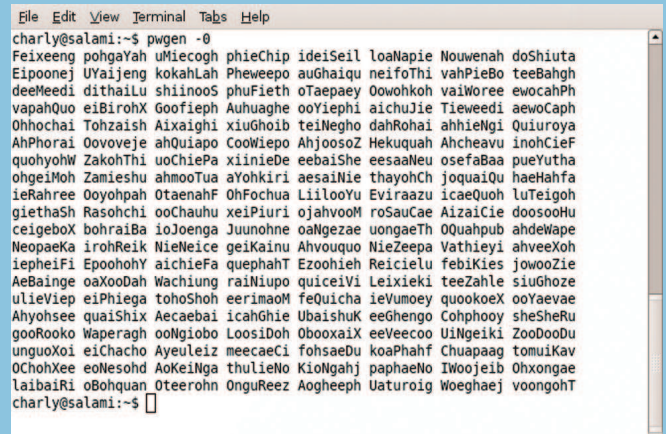 File Edit View Terminal Tabs Help
charly@salami:~$ pwgen -0
Feixeeng pohgaYah uMiecogh phieChip ideiSeil loaNapie Nouwenah doShiuta
Eipoonej UYaijeng kokahLah Pheweepo auGhaiqu neifoThi vahPieBo teeBahgh
deeMeedi dithaiLu shiinooS phuFieth oTaepaey Oowohkoh vaiWoree ewocahPh
vapahQuo eiBirohX Goofieph Auhuaghe ooYiephi aichuJie Tieweedi aewoCaph
Ohhochai Tohzaish Aixaighi xiuGhoib teiNegho dahRohai ahhieNgi Quiuroya
AhPhorai Oovoveje ahQuiapo CooWiepo AhjoosoZ Hekuquah Ahcheavu inohCieF
quohyohW ZakohThi uoChiePa xiinieDe eebaiShe eesaaNeu osefaBaa pueYutha
ohgeiMoh Zamieshu ahmooTua aYohkiri aesaiNie thayohCh joquaiQu haeHahfa
ieRahree Ooyohpah OtaenahF OhFochua LiilooYu Eviraazu icaeQuoh luTeigoh
giethaSh Rasohchi ooChauhu xeiPiuri ojahvooM roSauCae AizaiCie doosooHu
ceigeboX bohraiBa ioJoenga Juunohne oaNgezae uongaeTh OQuahpub ahdeWape
NeopaeKa irohReik NieNeice geiKainu Ahvouquo NieZeepa Vathieyi ahveeXoh
iepheiFi EpoohohY aichieFa quephahT Ezoohieh Reicielu febiKies jowooZie
AeBainge oaXooDah Wachiung raiNiupo quiceiVi Leixieki teeZahle siuGhoze
ulieViep eiPhiega tohoShoh eerimaoM feQuicha ieVumoey quookoeX ooYaevae
Ahyohsee quaiShix Aecaebai icahGhie UbaishuK eeGhengo Cohphooy sheSheRu
gooRooko Waperagh ooNgiobo LoosiDoh ObooxaiX eeVeecoo UiNgeiki ZooDooDu
unguoXoi eiChacho Ayeuleiz meecaeCi fohsaeDu koaPhahf Chuapaag tomuiKav
OChohXee eoNesohd AoKeiNga thulieNo KioNgahj paphaeNo IWoojeib Ohxongae
laibaiRi oBohquan Oteerohn OnguReez Aogheeph Uaturoig Woeghaej voongohT
charly@salami:~$